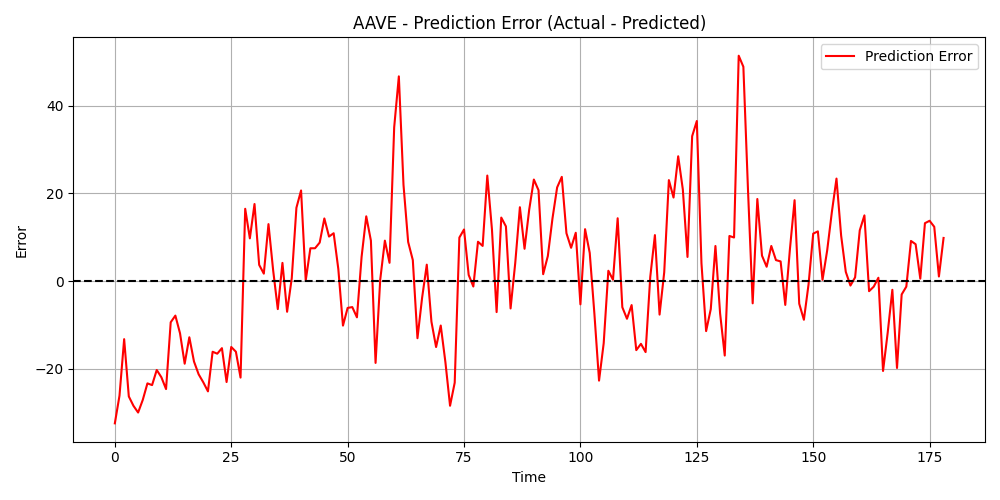 AAVE - Prediction Error (Actual - Predicted)
Prediction Error
Error
40
20
0
−20
0 25 50 75 100 125 150 175
Time